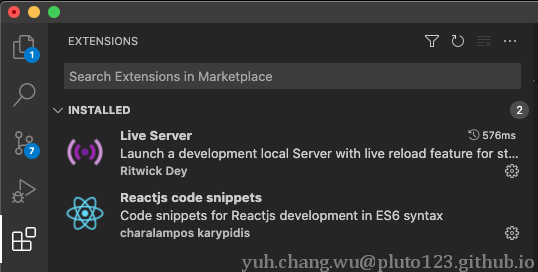 EXTENSIONS
Search Extensions in Marketplace
INSTALLED
2
1
7
Live Server
576ms
Launch a development local Server with live reload feature for st...
Ritwick Dey
Reactjs code snippets
Code snippets for Reactjs development in ES6 syntax
charalampos karypidis
yuh.chang.wu@pluto123.github.io